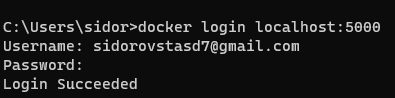 C:\Users\sidor>docker login localhost:5000
Username: sidorovstasd7@gmail.com
Password:
Login Succeeded